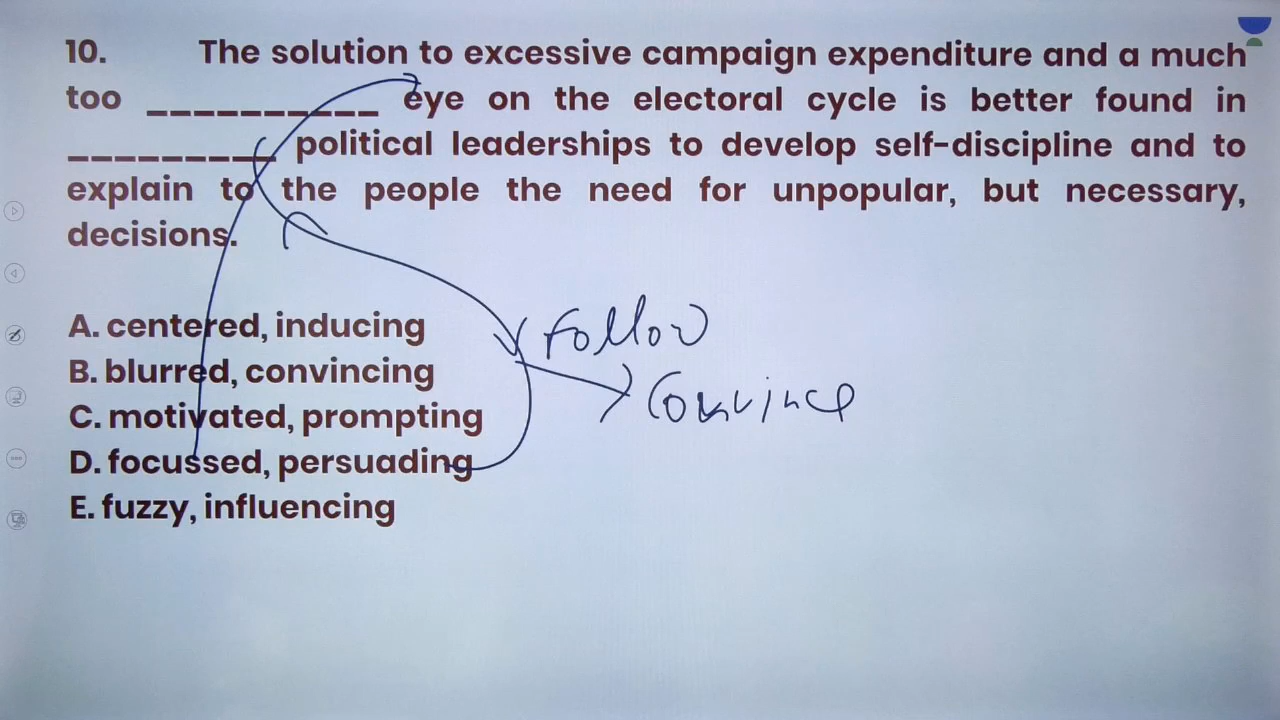 10. The solution to excessive campaign expenditure and a much
too __________ eye on the electoral cycle is better found in
_________ political leaderships to develop self-discipline and to
explain to the people the need for unpopular, but necessary,
decisions.
A. centered, inducing
B. blurred, convincing
C. motivated, prompting
D. focussed, persuading
E. fuzzy, influencing
Follow
Convince